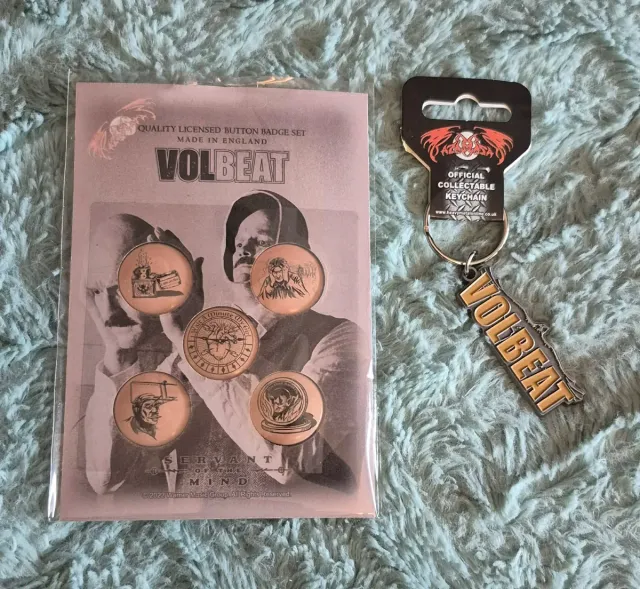 QUALITY LICENSED BUTTON BADGE SET
MADE IN ENGLAND
VOLBEAT
SERVANT
OF THE
MIND
OFFICIAL
COLLECTABLE
KEYCHAIN
VOLBEAT